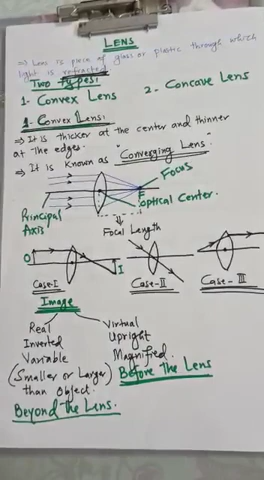 LENS
⇒ Lens is piece of glass or plastic through which
light is refracted.
Two Types:
1- Convex Lens
2- Concave Lens
1- Convex Lens:
⇒ It is thicker at the center and thinner
at the edges.
⇒ It is known as "Converging Lens"
Focus
F
Optical Center
Principal
Axis
Focal Length
O
I
Case-I
Case-II
Case-III
Image
Real
Inverted
Variable
(Smaller or Larger)
than Object.
Beyond The Lens.
Virtual
Upright
Magnified.
Before the Lens